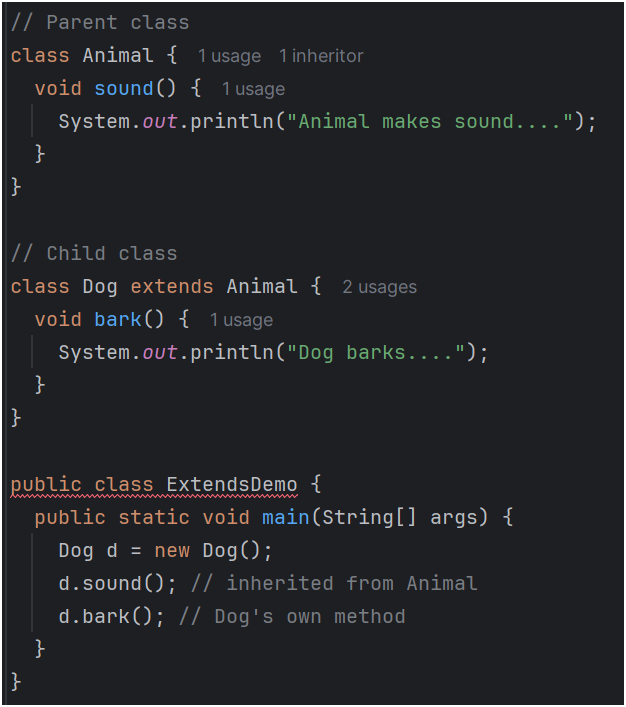 // Parent class
class Animal {  1 usage  1 inheritor
  void sound() {  1 usage
    System.out.println("Animal makes sound....");
  }
}

// Child class
class Dog extends Animal {  2 usages
  void bark() {  1 usage
    System.out.println("Dog barks....");
  }
}

public class ExtendsDemo {
  public static void main(String[] args) {
    Dog d = new Dog();
    d.sound(); // inherited from Animal
    d.bark(); // Dog's own method
  }
}